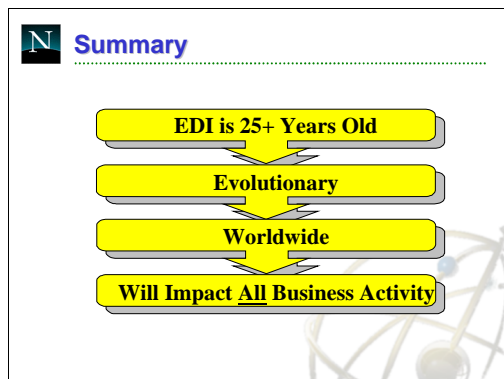 N
Summary
EDI is 25+ Years Old
Evolutionary
Worldwide
Will Impact All Business Activity